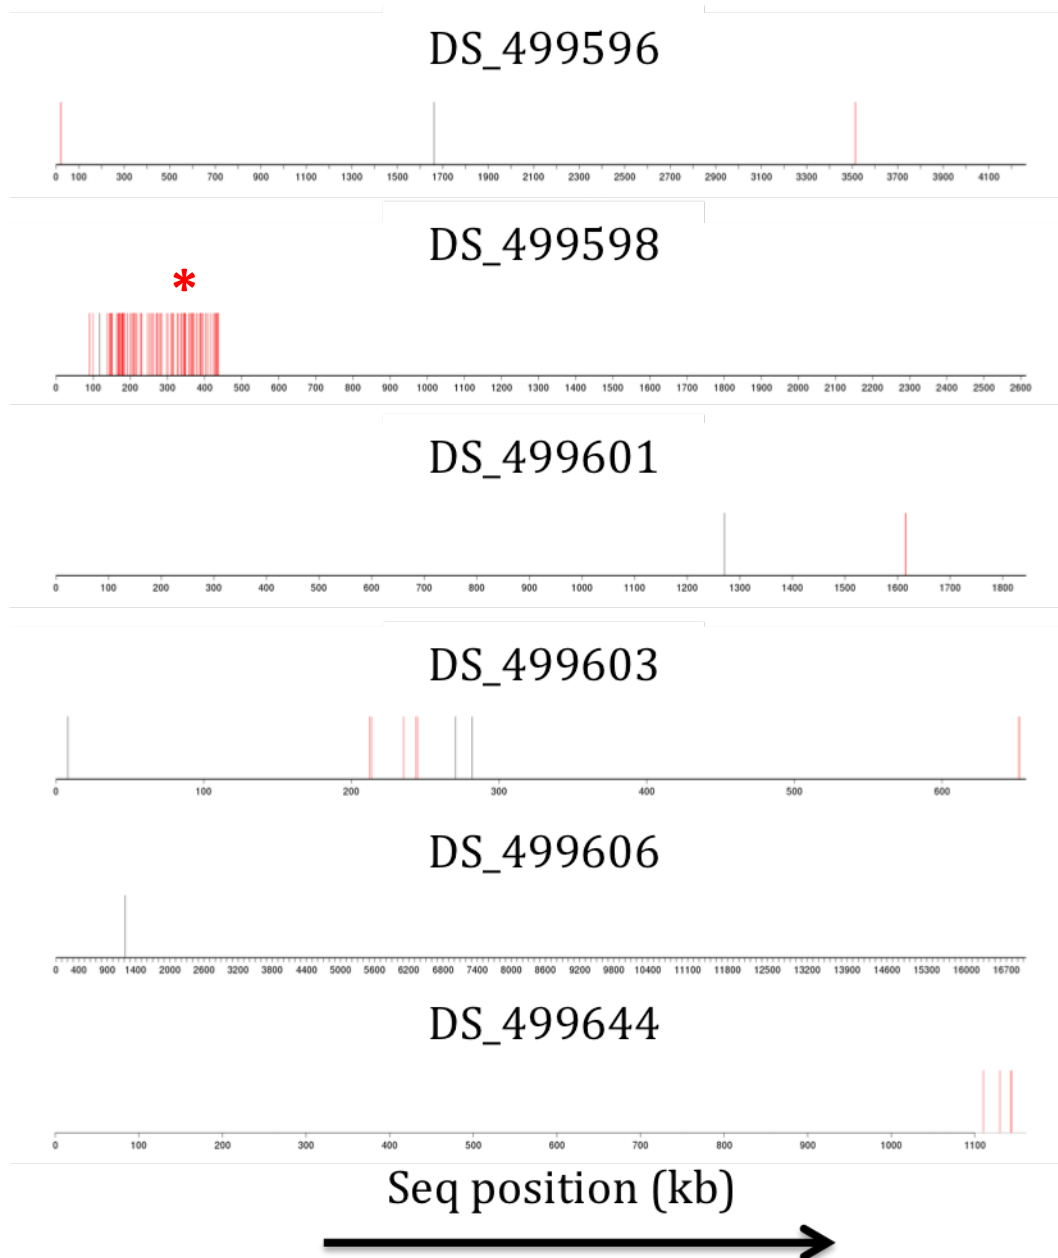 DS_499596
0 100 300 500 700 900 1100 1300 1500 1700 1900 2100 2300 2500 2700 2900 3100 3300 3500 3700 3900 4100
DS_499598
*
0 100 200 300 400 500 600 700 800 900 1000 1100 1200 1300 1400 1500 1600 1700 1800 1900 2000 2100 2200 2300 2400 2500 2600
DS_499601
0 100 200 300 400 500 600 700 800 900 1000 1100 1200 1300 1400 1500 1600 1700 1800
DS_499603
0 100 200 300 400 500 600
DS_499606
0 400 900 1400 2000 2600 3200 3800 4400 5000 5600 6200 6800 7400 8000 8600 9200 9800 10400 11100 11800 12500 13200 13900 14600 15300 16000 16700
DS_499644
0 100 200 300 400 500 600 700 800 900 1000 1100
Seq position (kb)